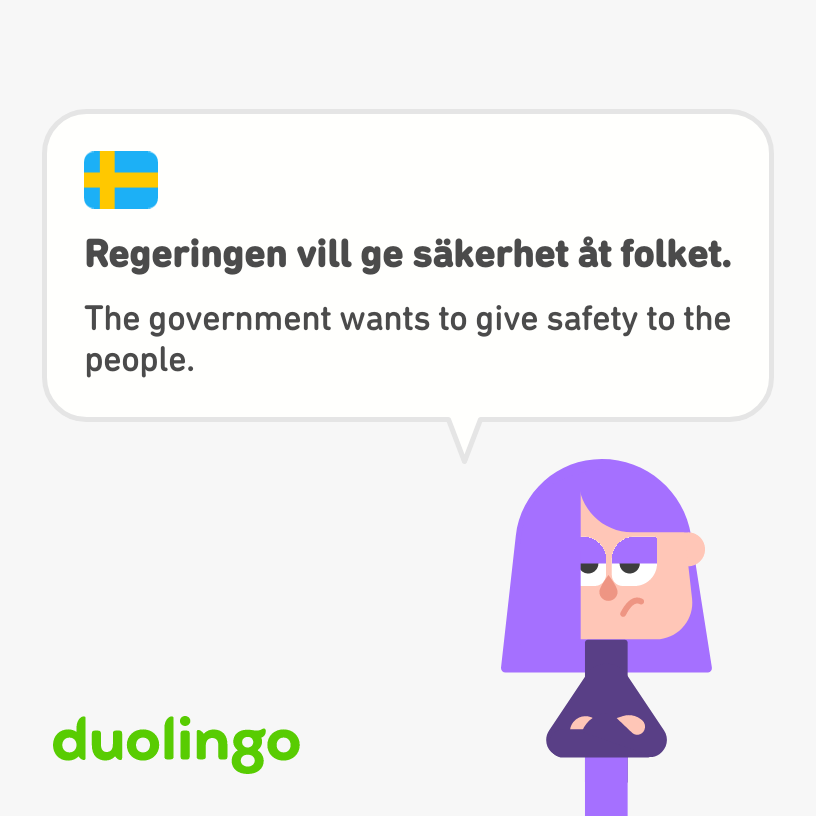 Regeringen vill ge säkerhet åt folket.
The government wants to give safety to the
people.
duolingo